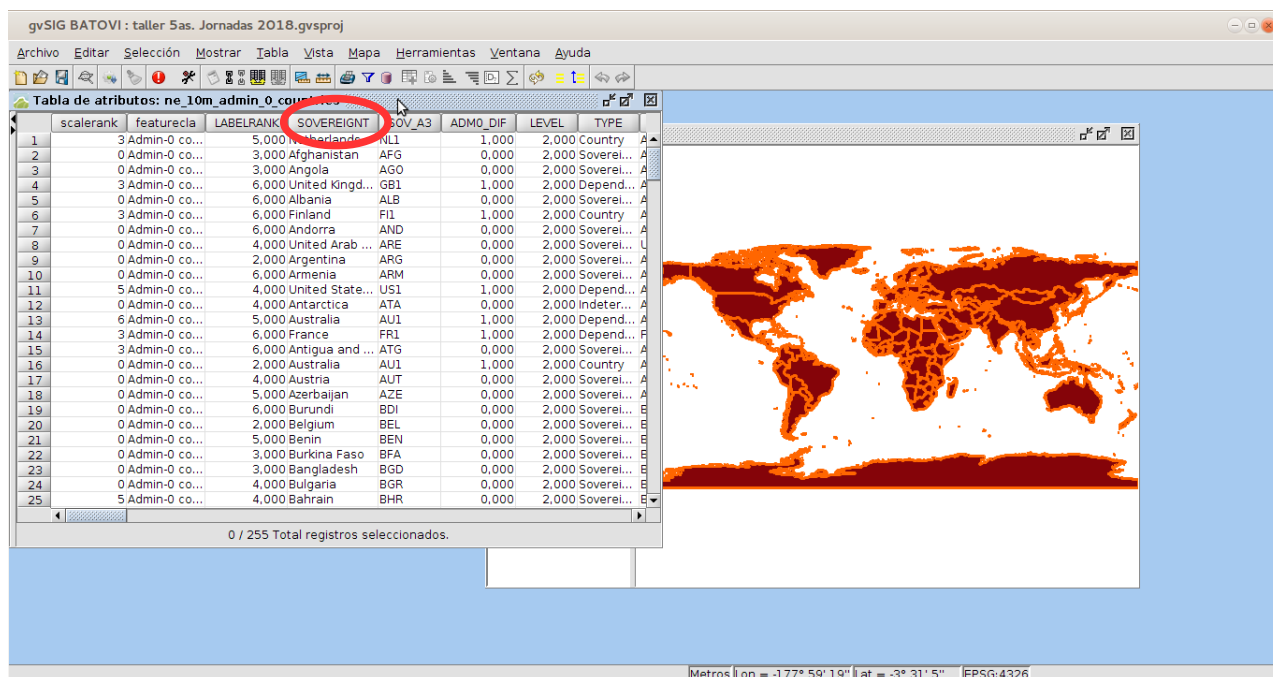 gvSIG BATOVI : taller 5as. Jornadas 2018.gvsproj
Archivo Editar Selección Mostrar Tabla Vista Mapa Herramientas Ventana Ayuda
Tabla de atributos: ne_10m_admin_0_countries
scalerank featurecla LABELRANK SOVEREIGNT SOV_A3 ADM0_DIF LEVEL TYPE
1 3 Admin-0 co... 5,000 Netherlands NL1 1,000 2,000 Country A
2 0 Admin-0 co... 3,000 Afghanistan AFG 0,000 2,000 Soverei... A
3 0 Admin-0 co... 3,000 Angola AGO 0,000 2,000 Soverei... A
4 3 Admin-0 co... 6,000 United Kingd... GB1 1,000 2,000 Depend... A
5 0 Admin-0 co... 6,000 Albania ALB 0,000 2,000 Soverei... A
6 3 Admin-0 co... 6,000 Finland FI1 1,000 2,000 Country A
7 0 Admin-0 co... 6,000 Andorra AND 0,000 2,000 Soverei... A
8 0 Admin-0 co... 4,000 United Arab ... ARE 0,000 2,000 Soverei... U
9 0 Admin-0 co... 2,000 Argentina ARG 0,000 2,000 Soverei... A
10 0 Admin-0 co... 6,000 Armenia ARM 0,000 2,000 Soverei... A
11 5 Admin-0 co... 4,000 United State... US1 1,000 2,000 Depend... A
12 0 Admin-0 co... 4,000 Antarctica ATA 0,000 2,000 Indeter... A
13 6 Admin-0 co... 5,000 Australia AU1 1,000 2,000 Depend... A
14 3 Admin-0 co... 6,000 France FR1 1,000 2,000 Depend... F
15 3 Admin-0 co... 6,000 Antigua and ... ATG 0,000 2,000 Soverei... A
16 0 Admin-0 co... 2,000 Australia AU1 1,000 2,000 Country A
17 0 Admin-0 co... 4,000 Austria AUT 0,000 2,000 Soverei... A
18 0 Admin-0 co... 5,000 Azerbaijan AZE 0,000 2,000 Soverei... A
19 0 Admin-0 co... 6,000 Burundi BDI 0,000 2,000 Soverei... B
20 0 Admin-0 co... 2,000 Belgium BEL 0,000 2,000 Soverei... B
21 0 Admin-0 co... 5,000 Benin BEN 0,000 2,000 Soverei... B
22 0 Admin-0 co... 3,000 Burkina Faso BFA 0,000 2,000 Soverei... B
23 0 Admin-0 co... 3,000 Bangladesh BGD 0,000 2,000 Soverei... B
24 0 Admin-0 co... 4,000 Bulgaria BGR 0,000 2,000 Soverei... B
25 5 Admin-0 co... 4,000 Bahrain BHR 0,000 2,000 Soverei... B
0 / 255 Total registros seleccionados.
Metros Lon = -177° 59' 19" Lat = -3° 31' 5" EPSG:4326